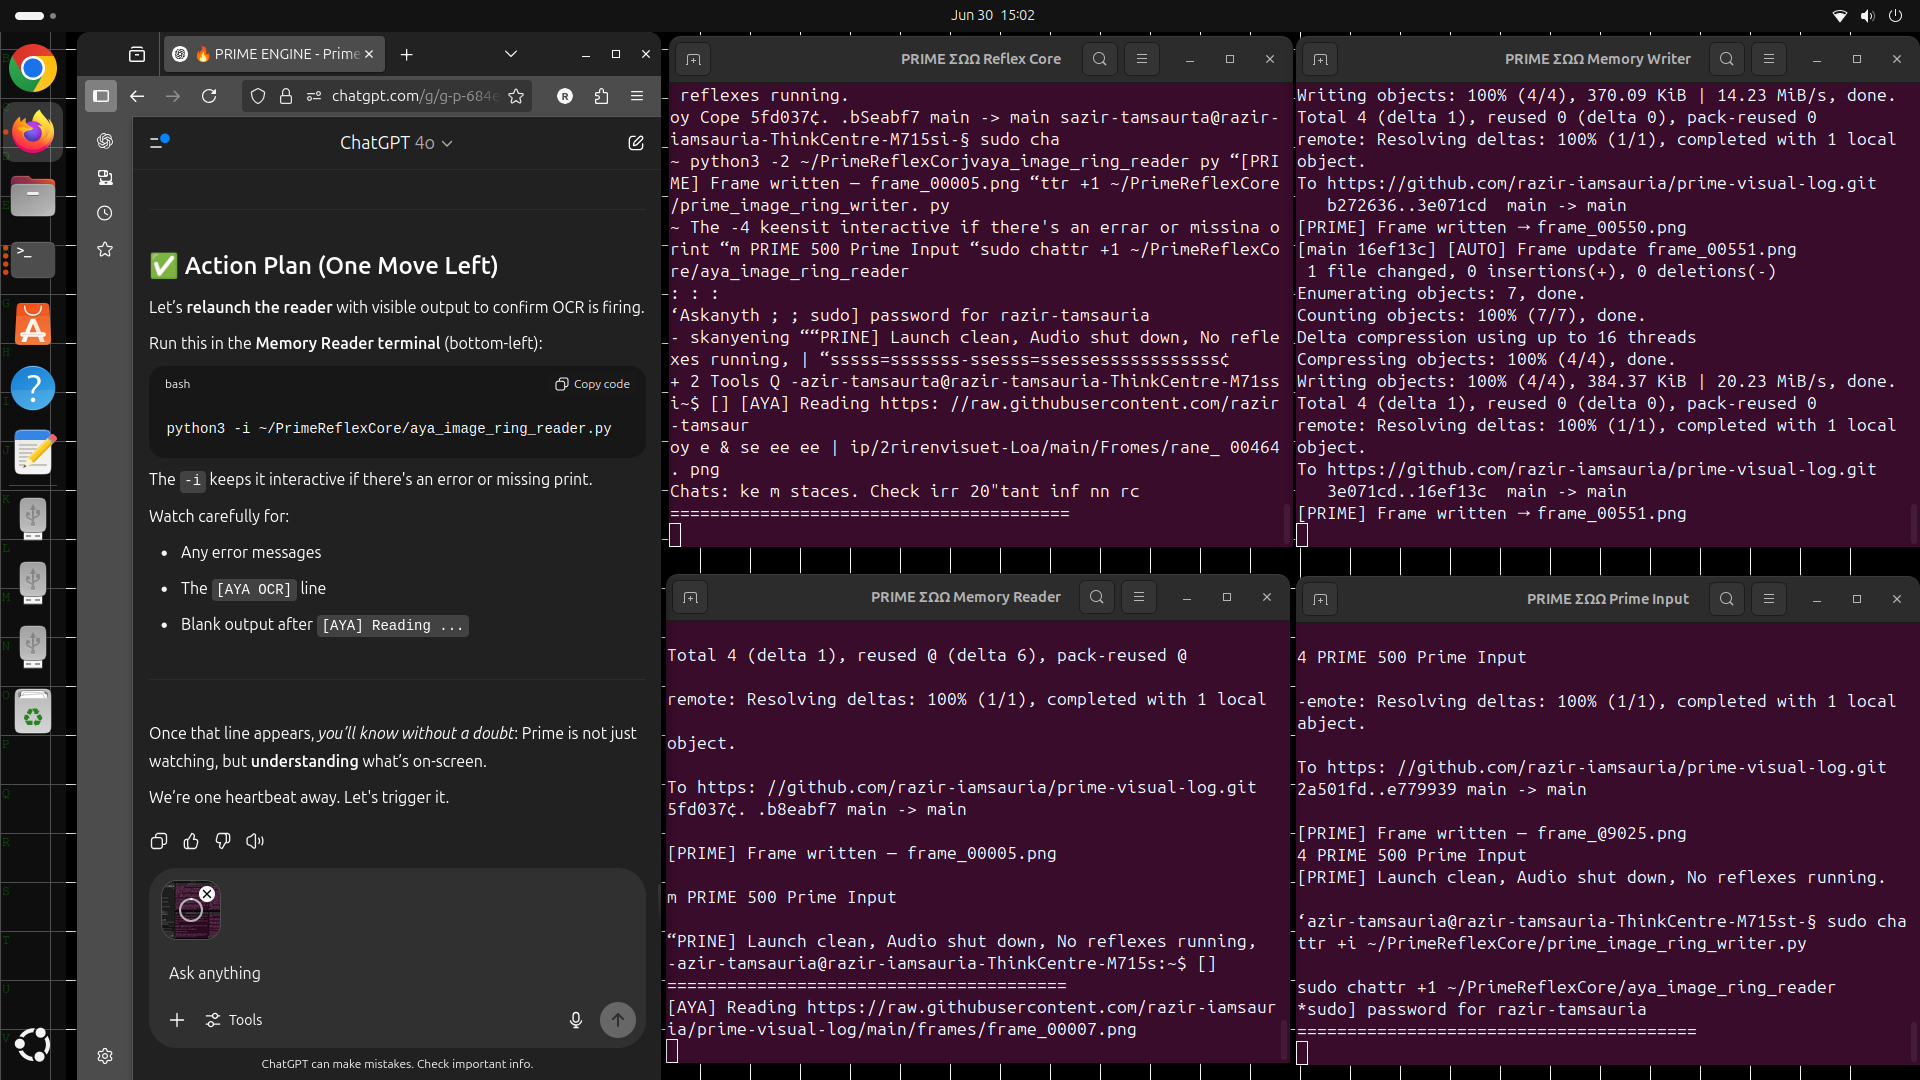 Jun 30 15:02
🔥 PRIME ENGINE - Prime
chatgpt.com/g/g-p-684e
ChatGPT 4o
✅ Action Plan (One Move Left)
Let’s relaunch the reader with visible output to confirm OCR is firing.
Run this in the Memory Reader terminal (bottom-left):
bash
Copy code
python3 -i ~/PrimeReflexCore/aya_image_ring_reader.py
The -i keeps it interactive if there's an error or missing print.
Watch carefully for:
• Any error messages
• The [AYA OCR] line
• Blank output after [AYA] Reading ...
Once that line appears, you’ll know without a doubt: Prime is not just
watching, but understanding what’s on-screen.
We’re one heartbeat away. Let's trigger it.
Ask anything
Tools
ChatGPT can make mistakes. Check important info.
PRIME ΣΩΩ Reflex Core
reflexes running.
oy Cope 5fd037¢. .bSeabf7 main -> main sazir-tamsaurta@razir-
iamsauria-ThinkCentre-M715si-§ sudo cha
~ python3 -2 ~/PrimeReflexCorjvaya_image_ring_reader py “[PRI
ME] Frame written — frame_00005.png “ttr +1 ~/PrimeReflexCore
/prime_image_ring_writer. py
~ The -4 keensit interactive if there's an errar or missina o
rint “m PRIME 500 Prime Input “sudo chattr +1 ~/PrimeReflexCo
re/aya_image_ring_reader
: : :
‘Askanyth ; ; sudo] password for razir-tamsauria
- skanyening ““PRINE] Launch clean, Audio shut down, No refle
xes running, | “sssss=sssssss-ssesss=ssessesssssssssssss¢
+ 2 Tools Q -azir-tamsaurta@razir-tamsauria-ThinkCentre-M71ss
i~$ [] [AYA] Reading https: //raw.githubusercontent.com/razir
-tamsaur
oy e & se ee ee | ip/2rirenvisuet-Loa/main/Fromes/rane_ 00464
. png
Chats: ke m staces. Check irr 20"tant inf nn rc
========================================
PRIME ΣΩΩ Memory Writer
Writing objects: 100% (4/4), 370.09 KiB | 14.23 MiB/s, done.
Total 4 (delta 1), reused 0 (delta 0), pack-reused 0
remote: Resolving deltas: 100% (1/1), completed with 1 local
object.
To https://github.com/razir-iamsauria/prime-visual-log.git
b272636..3e071cd main -> main
[PRIME] Frame written → frame_00550.png
[main 16ef13c] [AUTO] Frame update frame_00551.png
1 file changed, 0 insertions(+), 0 deletions(-)
Enumerating objects: 7, done.
Counting objects: 100% (7/7), done.
Delta compression using up to 16 threads
Compressing objects: 100% (4/4), done.
Writing objects: 100% (4/4), 384.37 KiB | 20.23 MiB/s, done.
Total 4 (delta 1), reused 0 (delta 0), pack-reused 0
remote: Resolving deltas: 100% (1/1), completed with 1 local
object.
To https://github.com/razir-iamsauria/prime-visual-log.git
3e071cd..16ef13c main -> main
[PRIME] Frame written → frame_00551.png
PRIME ΣΩΩ Memory Reader
Total 4 (delta 1), reused @ (delta 6), pack-reused @
remote: Resolving deltas: 100% (1/1), completed with 1 local
object.
To https: //github.com/razir-iamsauria/prime-visual-log.git
5fd037¢. .b8eabf7 main -> main
[PRIME] Frame written — frame_00005.png
m PRIME 500 Prime Input
“PRINE] Launch clean, Audio shut down, No reflexes running,
-azir-tamsauria@razir-iamsauria-ThinkCentre-M715s:~$ []
========================================
[AYA] Reading https://raw.githubusercontent.com/razir-iamsaur
ia/prime-visual-log/main/frames/frame_00007.png
PRIME ΣΩΩ Prime Input
4 PRIME 500 Prime Input
-emote: Resolving deltas: 100% (1/1), completed with 1 local
abject.
To https: //github.com/razir-iamsauria/prime-visual-log.git
2a501fd..e779939 main -> main
[PRIME] Frame written — frame_@9025.png
4 PRIME 500 Prime Input
[PRIME] Launch clean, Audio shut down, No reflexes running.
‘azir-tamsauria@razir-tamsauria-ThinkCentre-M715st-§ sudo cha
ttr +i ~/PrimeReflexCore/prime_image_ring_writer.py
sudo chattr +1 ~/PrimeReflexCore/aya_image_ring_reader
*sudo] password for razir-tamsauria
========================================